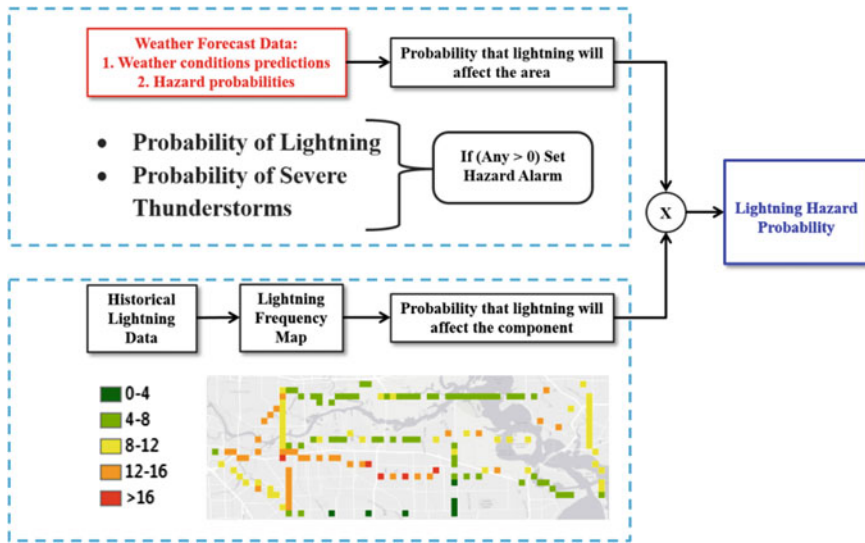 Weather Forecast Data:
1. Weather conditions predictions
2. Hazard probabilities
Probability that lightning will
affect the area
• Probability of Lightning
• Probability of Severe
Thunderstorms
If (Any > 0) Set
Hazard Alarm
X
Lightning Hazard
Probability
Historical
Lightning
Data
Lightning
Frequency
Map
Probability that lightning will
affect the component
0-4
4-8
8-12
12-16
>16